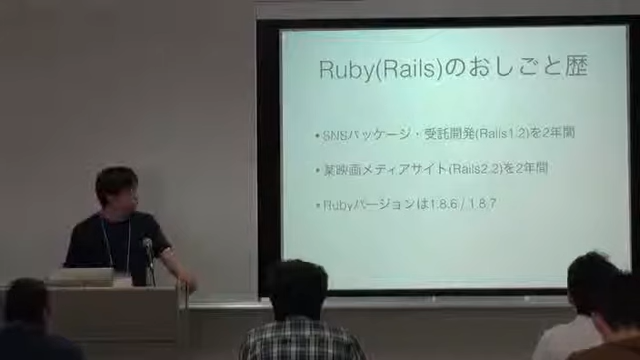 Ruby(Rails)のおしごと歴
• SNSパッケージ・受託開発(Rails1.2)を2年間
• 某映画メディアサイト(Rails2.2)を2年間
• Rubyバージョンは1.8.6 / 1.8.7